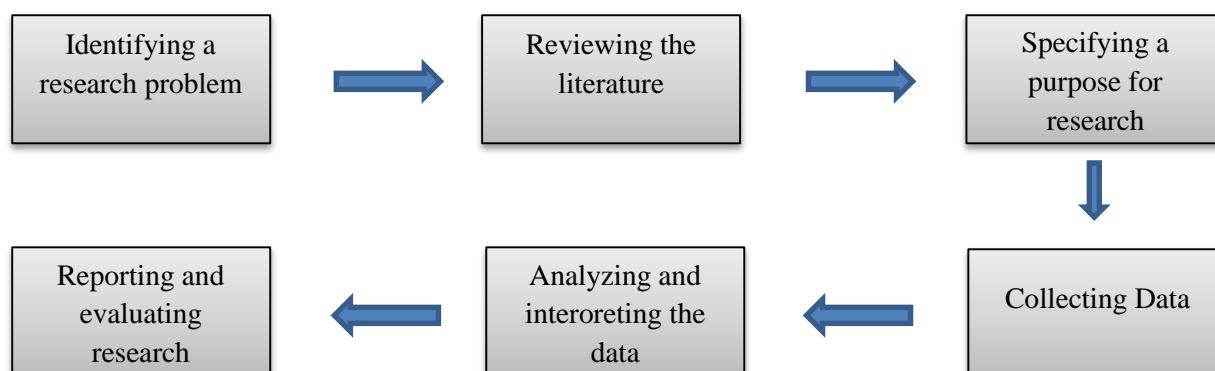 Identifying a
research problem
Reviewing the
literature
Specifying a
purpose for
research
Collecting Data
Analyzing and
interoreting the
data
Reporting and
evaluating
research